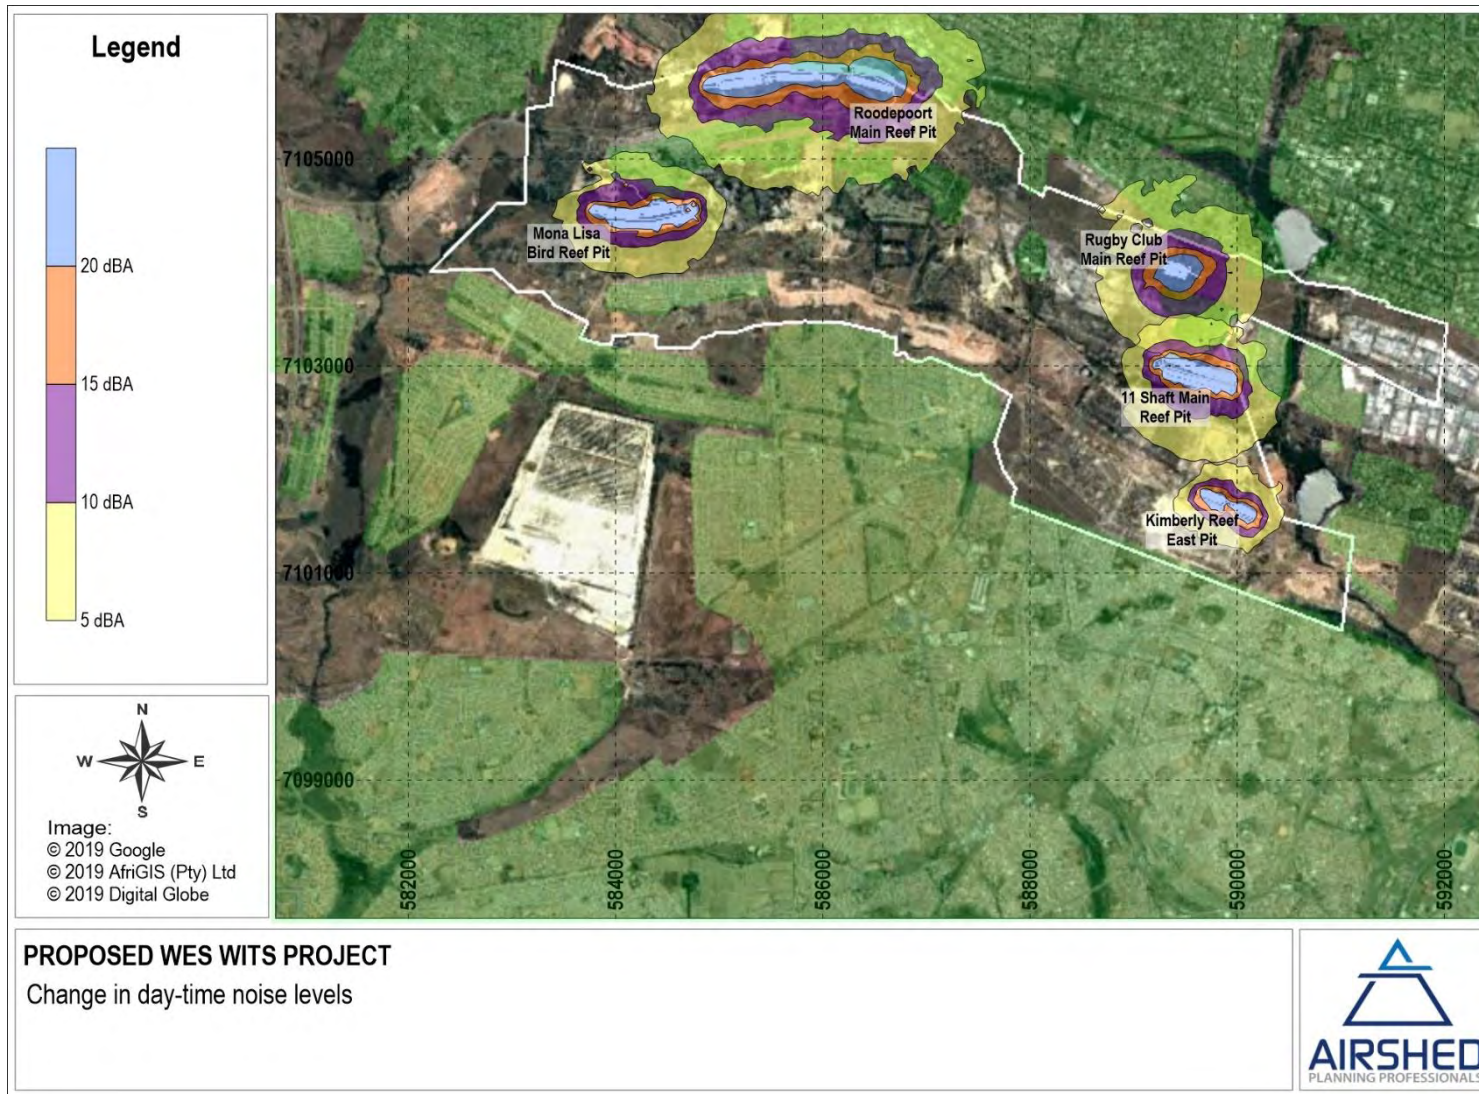 Legend
20 dBA
15 dBA
10 dBA
5 dBA
N
W
E
S
Image:
© 2019 Google
© 2019 AfriGIS (Pty) Ltd
© 2019 Digital Globe
Roodepoort
Main Reef Pit
7105000
Mona Lisa
Bird Reef Pit
Rugby Club
Main Reef Pit
7103000
11 Shaft Main
Reef Pit
Kimberly Reef
East Pit
7101000
7099000
582000
584000
586000
588000
590000
592000
PROPOSED WES WITS PROJECT
Change in day-time noise levels
AIRSHED
PLANNING PROFESSIONALS